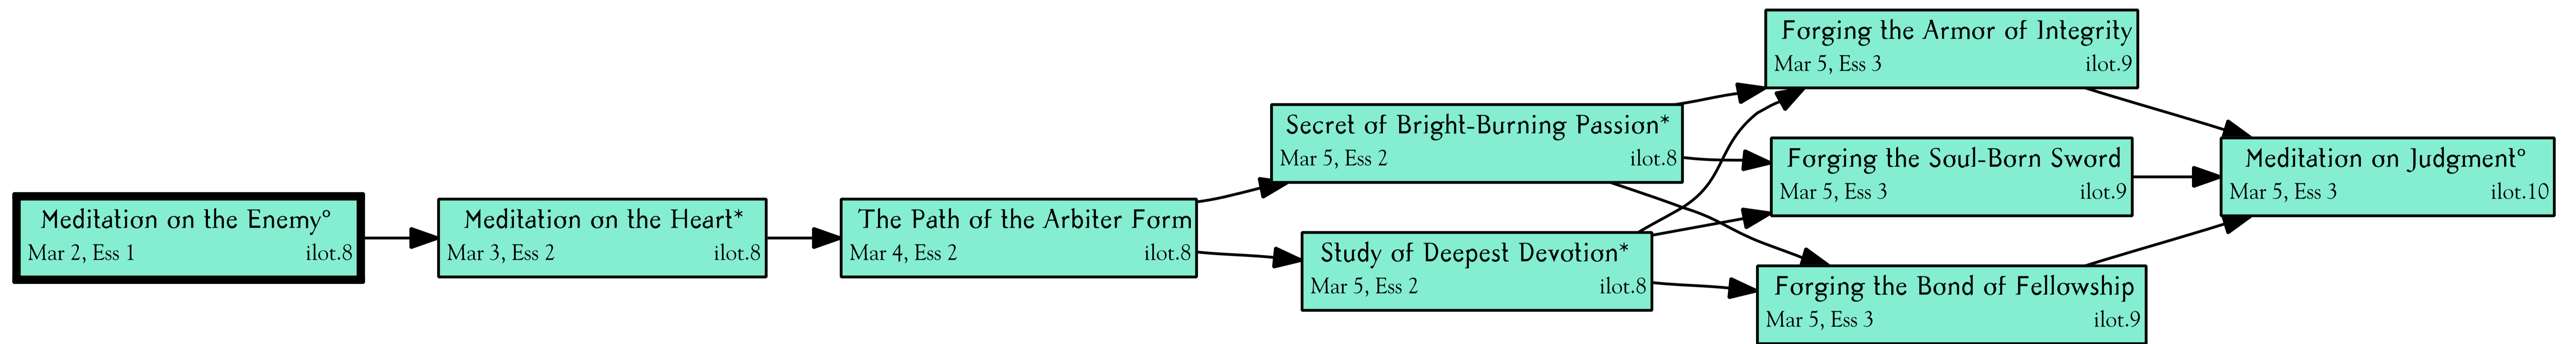 Meditation on the Enemy°
Mar 2, Ess 1 ilot.8
Meditation on the Heart*
Mar 3, Ess 2 ilot.8
The Path of the Arbiter Form
Mar 4, Ess 2 ilot.8
Secret of Bright-Burning Passion*
Mar 5, Ess 2 ilot.8
Study of Deepest Devotion*
Mar 5, Ess 2 ilot.8
Forging the Armor of Integrity
Mar 5, Ess 3 ilot.9
Forging the Soul-Born Sword
Mar 5, Ess 3 ilot.9
Forging the Bond of Fellowship
Mar 5, Ess 3 ilot.9
Meditation on Judgment°
Mar 5, Ess 3 ilot.10